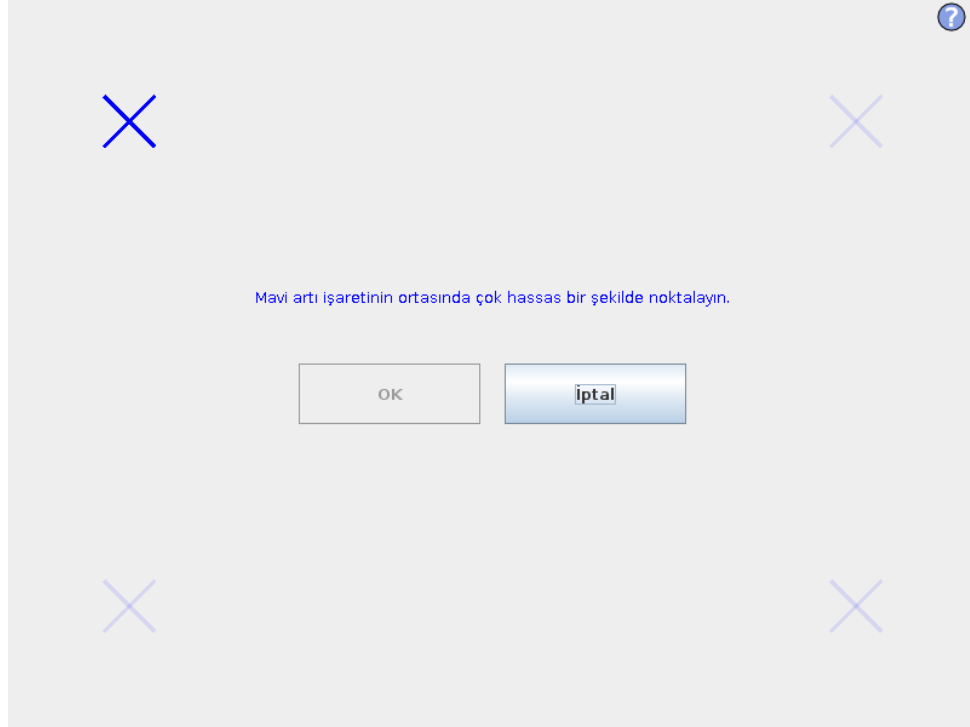 ?
Mavi artı işaretinin ortasında çok hassas bir şekilde noktalayın.
OK
İptal